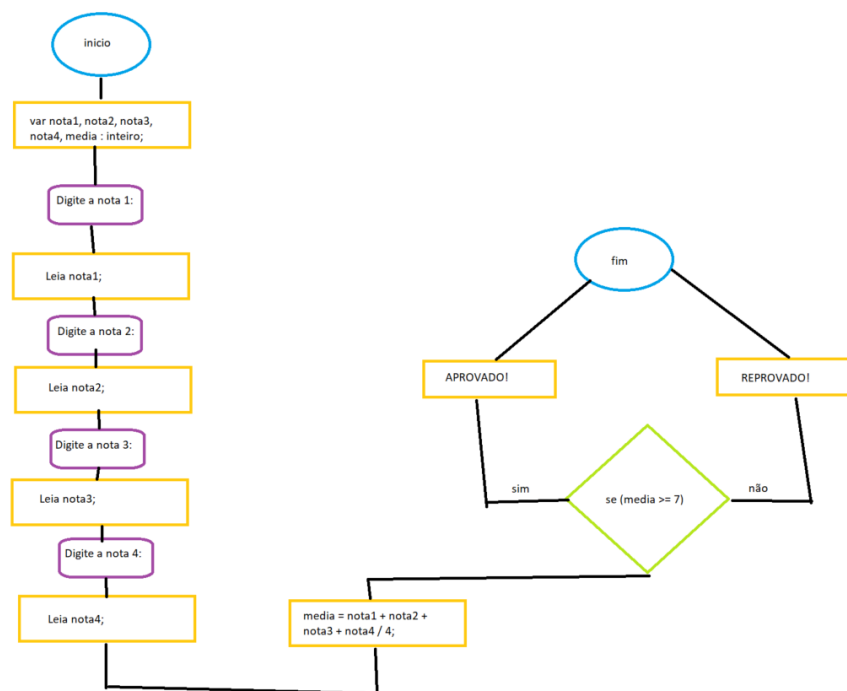 inicio
var nota1, nota2, nota3,
nota4, media : inteiro;
Digite a nota 1:
Leia nota1;
Digite a nota 2:
Leia nota2;
Digite a nota 3:
Leia nota3;
Digite a nota 4:
Leia nota4;
media = nota1 + nota2 +
nota3 + nota4 / 4;
se (media >= 7)
sim
não
APROVADO!
REPROVADO!
fim